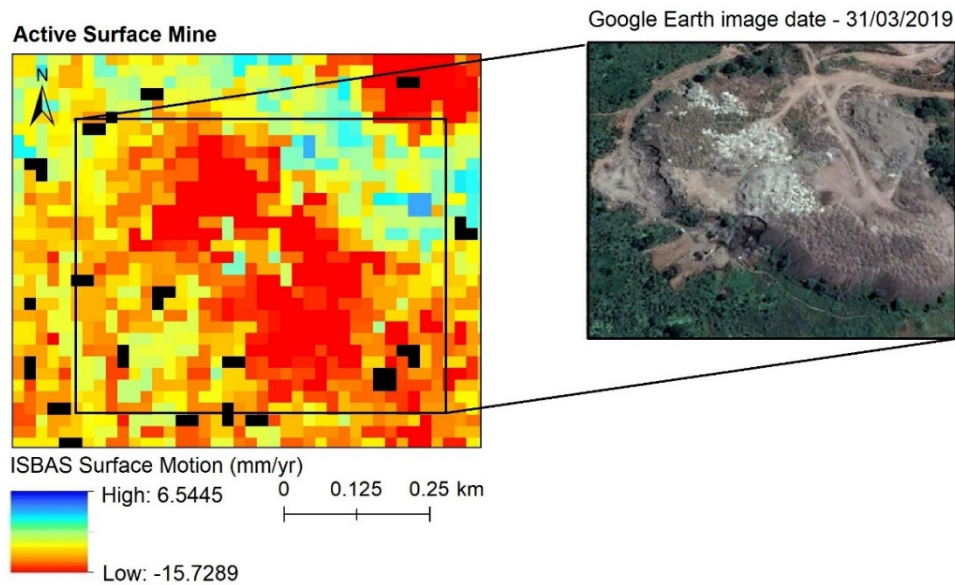 Google Earth image date - 31/03/2019
Active Surface Mine
N
ISBAS Surface Motion (mm/yr)
High: 6.5445
Low: -15.7289
0 0.125 0.25 km